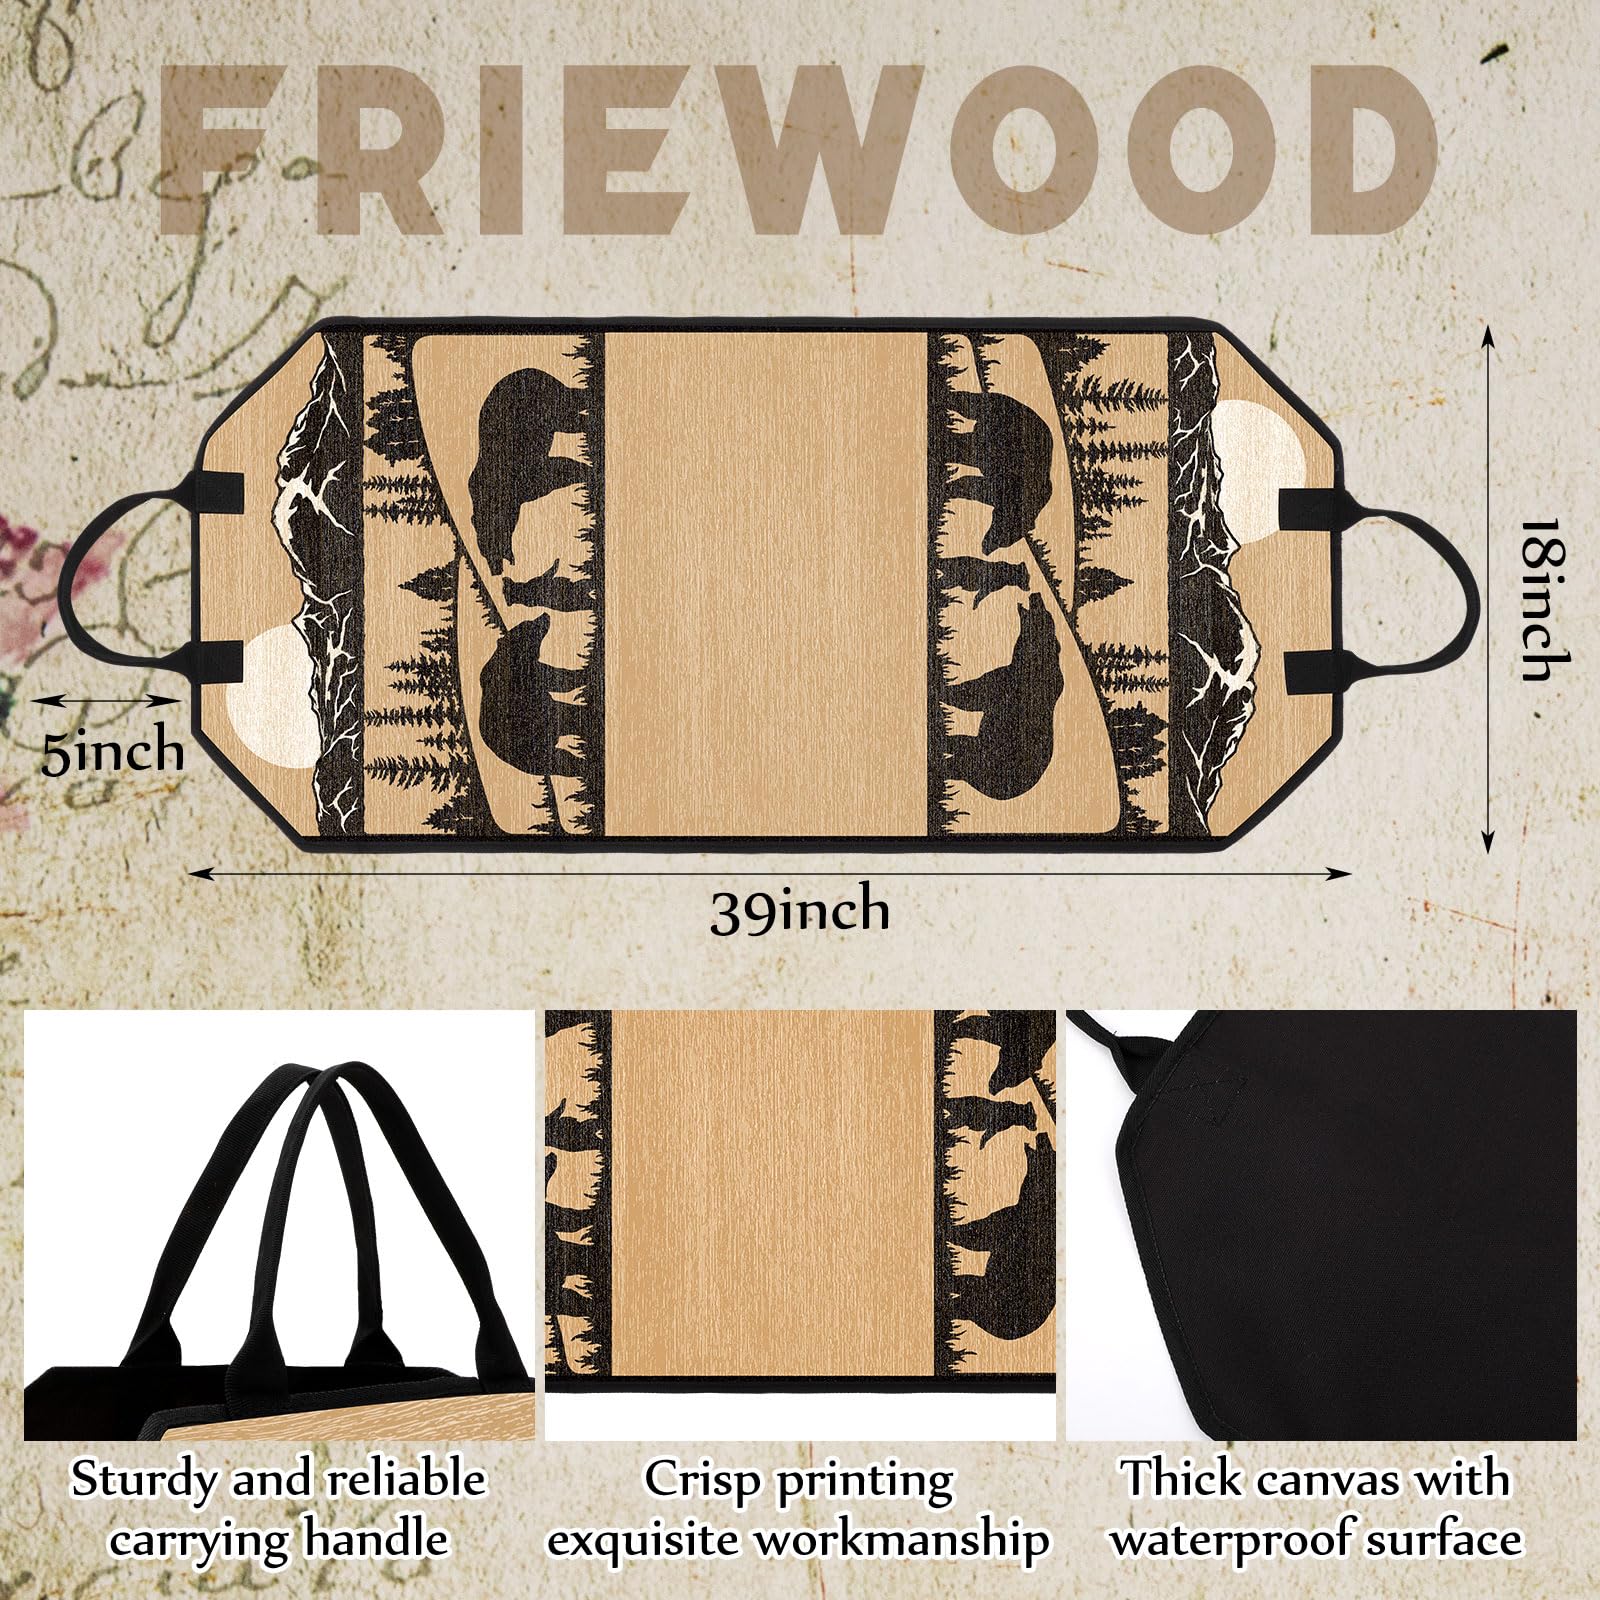 FRIEWOOD
18inch
5inch
39inch
Sturdy and reliable
carrying handle
Crisp printing
exquisite workmanship
Thick canvas with
waterproof surface